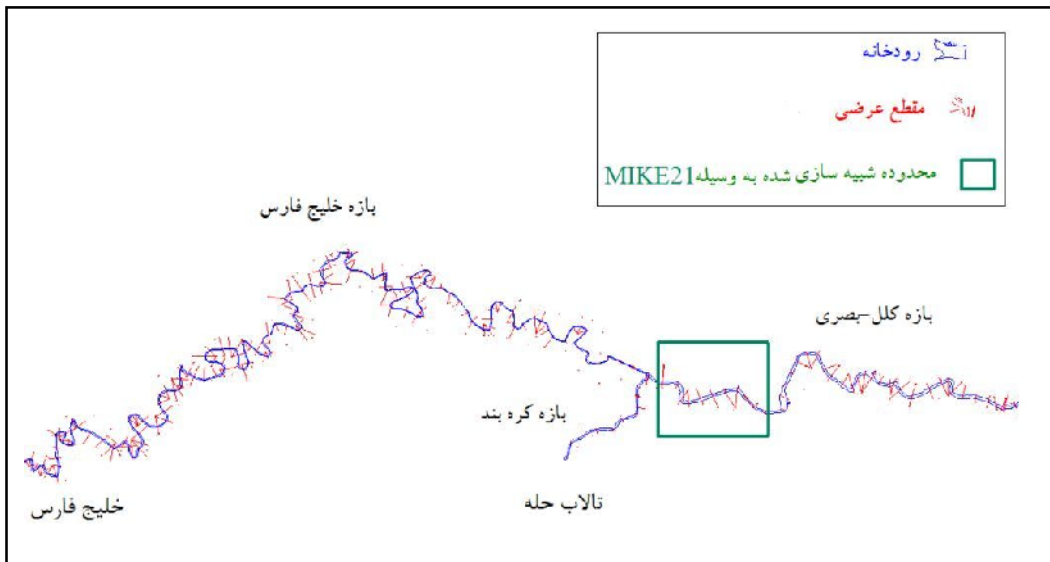 رودخانه
مقطع عرضی
محدوده شبیه سازی شده به وسیله MIKE21
بازه خلیج فارس
بازه کلل-بصری
بازه کره بند
تالاب حله
خلیج فارس